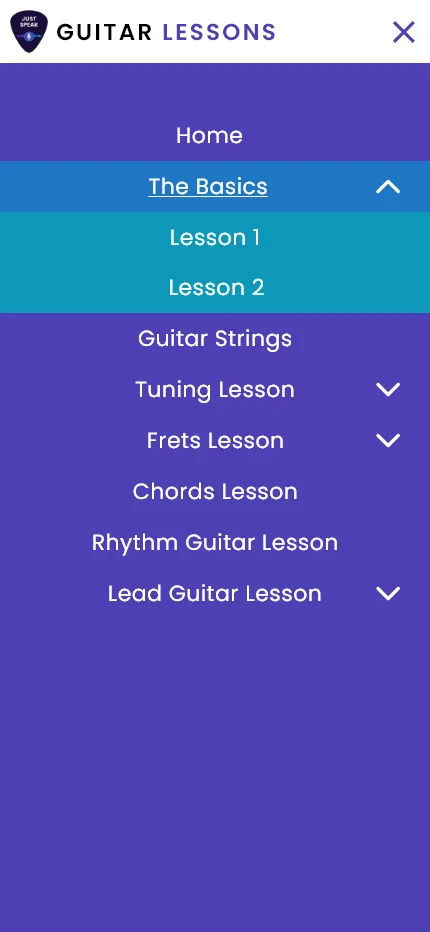 JUST
SPEAK
GUITAR LESSONS
Home
The Basics
Lesson 1
Lesson 2
Guitar Strings
Tuning Lesson
Frets Lesson
Chords Lesson
Rhythm Guitar Lesson
Lead Guitar Lesson